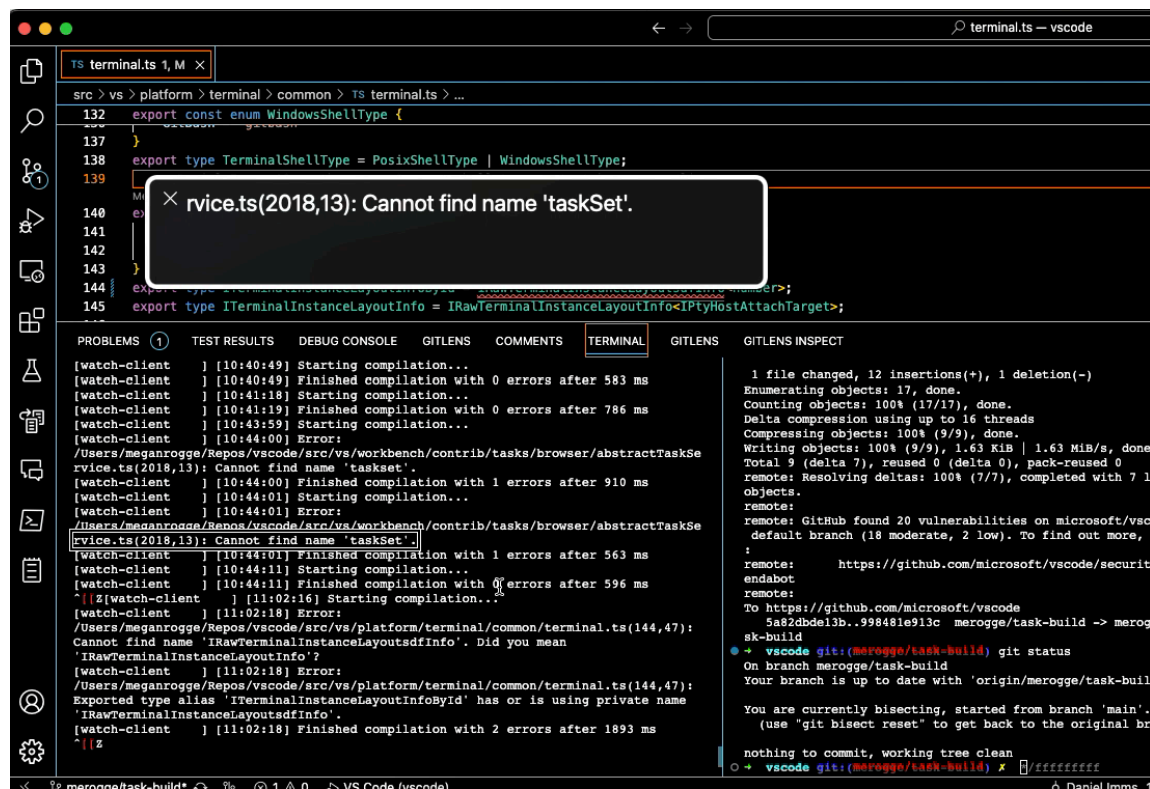 terminal.ts — vscode
TS terminal.ts 1, M ×
src > vs > platform > terminal > common > TS terminal.ts > ...
132 export const enum WindowsShellType {
137 }
138 export type TerminalShellType = PosixShellType | WindowsShellType;
139
140
141
142
143 }
× rvice.ts(2018,13): Cannot find name 'taskSet'.
144
145 export type ITerminalInstanceLayoutInfo = IRawTerminalInstanceLayoutInfo<IPtyHostAttachTarget>;
PROBLEMS 1 TEST RESULTS DEBUG CONSOLE GITLENS COMMENTS TERMINAL GITLENS GITLENS INSPECT
[watch-client ] [10:40:49] Starting compilation...
[watch-client ] [10:40:49] Finished compilation with 0 errors after 583 ms
[watch-client ] [10:41:18] Starting compilation...
[watch-client ] [10:41:19] Finished compilation with 0 errors after 786 ms
[watch-client ] [10:43:59] Starting compilation...
[watch-client ] [10:44:00] Error:
/Users/meganrogge/Repos/vscode/src/vs/workbench/contrib/tasks/browser/abstractTaskSe
rvice.ts(2018,13): Cannot find name 'taskset'.
[watch-client ] [10:44:00] Finished compilation with 1 errors after 910 ms
[watch-client ] [10:44:01] Starting compilation...
[watch-client ] [10:44:01] Error:
/Users/meganrogge/Repos/vscode/src/vs/workbench/contrib/tasks/browser/abstractTaskSe
rvice.ts(2018,13): Cannot find name 'taskSet'.
[watch-client ] [10:44:01] Finished compilation with 1 errors after 563 ms
[watch-client ] [10:44:11] Starting compilation...
[watch-client ] [10:44:11] Finished compilation with 0 errors after 596 ms
^[[Z[watch-client ] [11:02:16] Starting compilation...
[watch-client ] [11:02:18] Error:
/Users/meganrogge/Repos/vscode/src/vs/platform/terminal/common/terminal.ts(144,47):
Cannot find name 'IRawTerminalInstanceLayoutsdfInfo'. Did you mean
'IRawTerminalInstanceLayoutInfo'?
[watch-client ] [11:02:18] Error:
/Users/meganrogge/Repos/vscode/src/vs/platform/terminal/common/terminal.ts(144,47):
Exported type alias 'ITerminalInstanceLayoutInfoById' has or is using private name
'IRawTerminalInstanceLayoutsdfInfo'.
[watch-client ] [11:02:18] Finished compilation with 2 errors after 1893 ms
^[[Z
1 file changed, 12 insertions(+), 1 deletion(-)
Enumerating objects: 17, done.
Counting objects: 100% (17/17), done.
Delta compression using up to 16 threads
Compressing objects: 100% (9/9), done.
Writing objects: 100% (9/9), 1.63 KiB | 1.63 MiB/s, done
Total 9 (delta 7), reused 0 (delta 0), pack-reused 0
remote: Resolving deltas: 100% (7/7), completed with 7 l
objects.
remote:
remote: GitHub found 20 vulnerabilities on microsoft/vsc
default branch (18 moderate, 2 low). To find out more,
:
remote: https://github.com/microsoft/vscode/securit
endabot
remote:
To https://github.com/microsoft/vscode
5a82dbde13b..998481e913c merogge/task-build -> merog
sk-build
→ vscode git:(merogge/task-build) git status
On branch merogge/task-build
Your branch is up to date with 'origin/merogge/task-buil
You are currently bisecting, started from branch 'main'.
(use "git bisect reset" to get back to the original br
nothing to commit, working tree clean
→ vscode git:(merogge/task-build) ✗ /fffffffff
merogge/task-build* 1 0 VS Code (vscode) Daniel Imms, 1